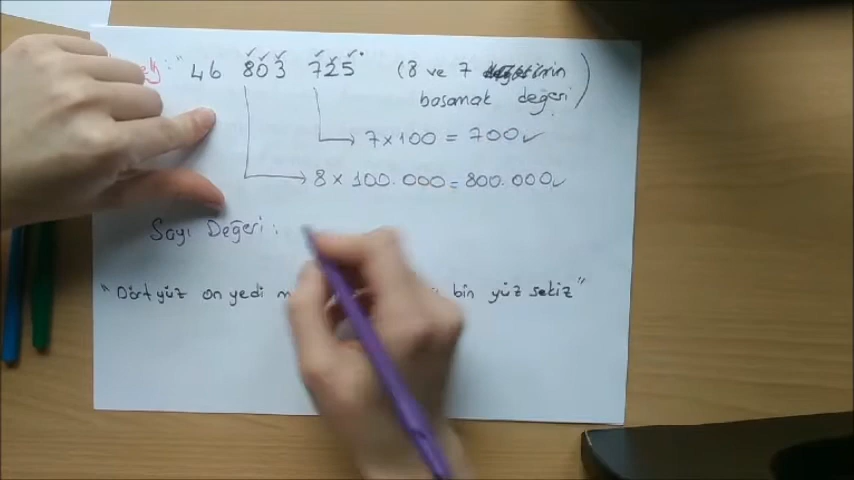 46 803 725 (8 ve 7
basamak değeri)
7 x 100 = 700
8 x 100.000 = 800.000
Sayı Değeri :
"Dört yüz on yedi bin yüz sekiz"